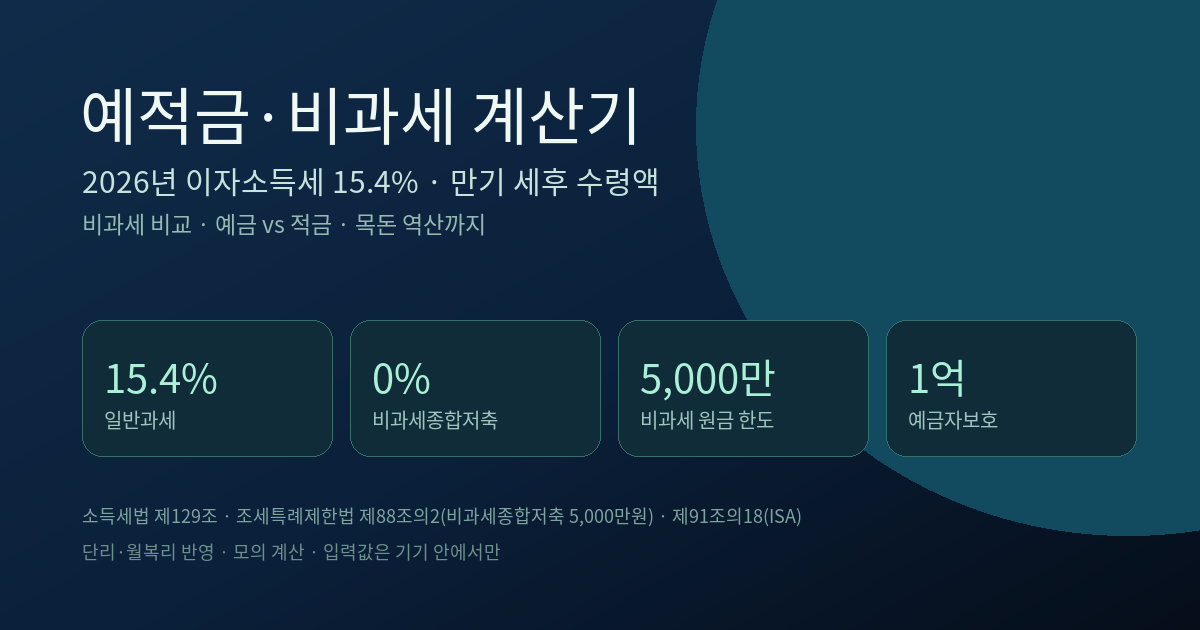 예적금·비과세 계산기
2026년 이자소득세 15.4% · 만기 세후 수령액
비과세 비교 · 예금 vs 적금 · 목돈 역산까지
15.4%
일반과세
0%
비과세종합저축
5,000만
비과세 원금 한도
1억
예금자보호
소득세법 제129조 · 조세특례제한법 제88조의2(비과세종합저축 5,000만원) · 제91조의18(ISA)
단리·월복리 반영 · 모의 계산 · 입력값은 기기 안에서만